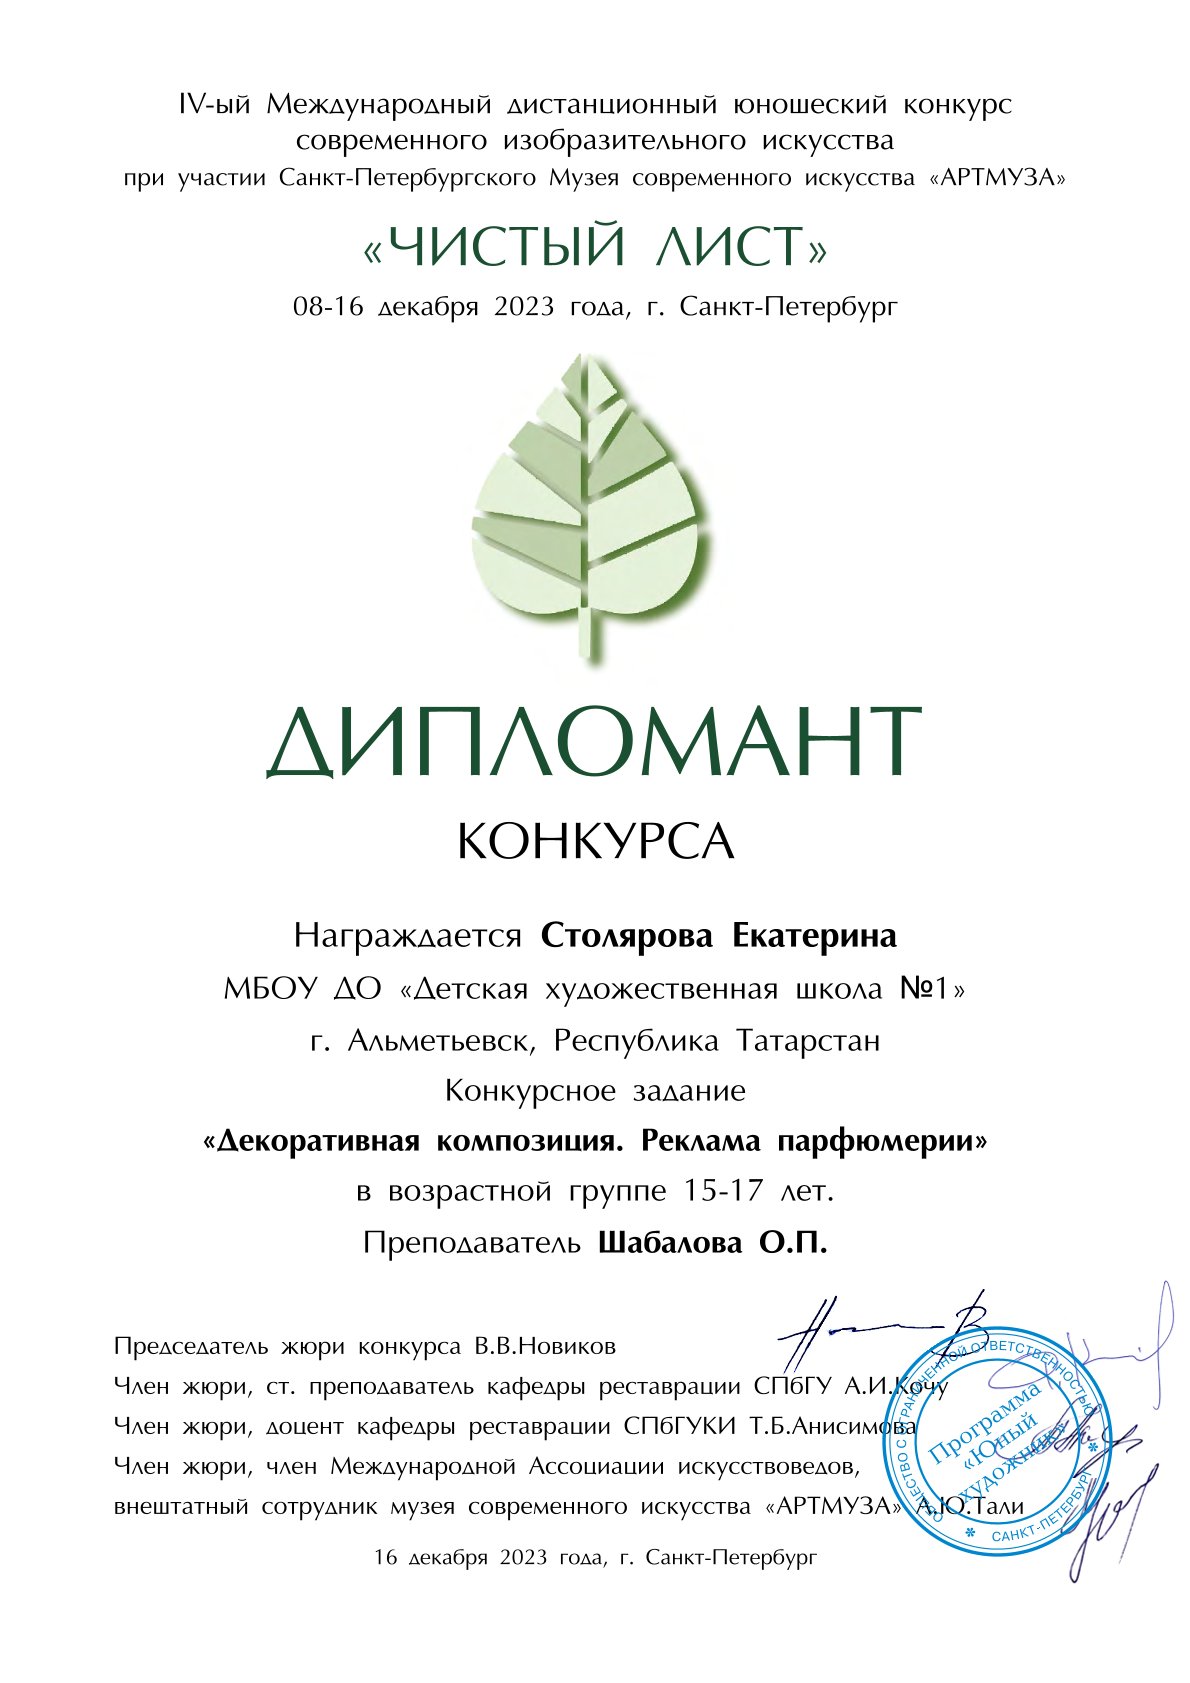 IV-ый Международный дистанционный юношеский конкурс
современного изобразительного искусства
при участии Санкт-Петербургского Музея современного искусства «АРТМУЗА»
«ЧИСТЫЙ ЛИСТ»
08-16 декабря 2023 года, г. Санкт-Петербург
ДИПЛОМАНТ
КОНКУРСА
Награждается Столярова Екатерина
МБОУ ДО «Детская художественная школа №1»
г. Альметьевск, Республика Татарстан
Конкурсное задание
«Декоративная композиция. Реклама парфюмерии»
в возрастной группе 15-17 лет.
Преподаватель Шабалова О.П.
Председатель жюри конкурса В.В.Новиков
Член жюри, ст. преподаватель кафедры реставрации СПбГУ А.И.Кочу
Член жюри, доцент кафедры реставрации СПбГУКИ Т.Б.Анисимова
Член жюри, член Международной Ассоциации искусствоведов,
внештатный сотрудник музея современного искусства «АРТМУЗА» А.Ю.Тали
16 декабря 2023 года, г. Санкт-Петербург
ОБЩЕСТВО С ОГРАНИЧЕННОЙ ОТВЕТСТВЕННОСТЬЮ
Программа
«Юный
художник»
САНКТ-ПЕТЕРБУРГ